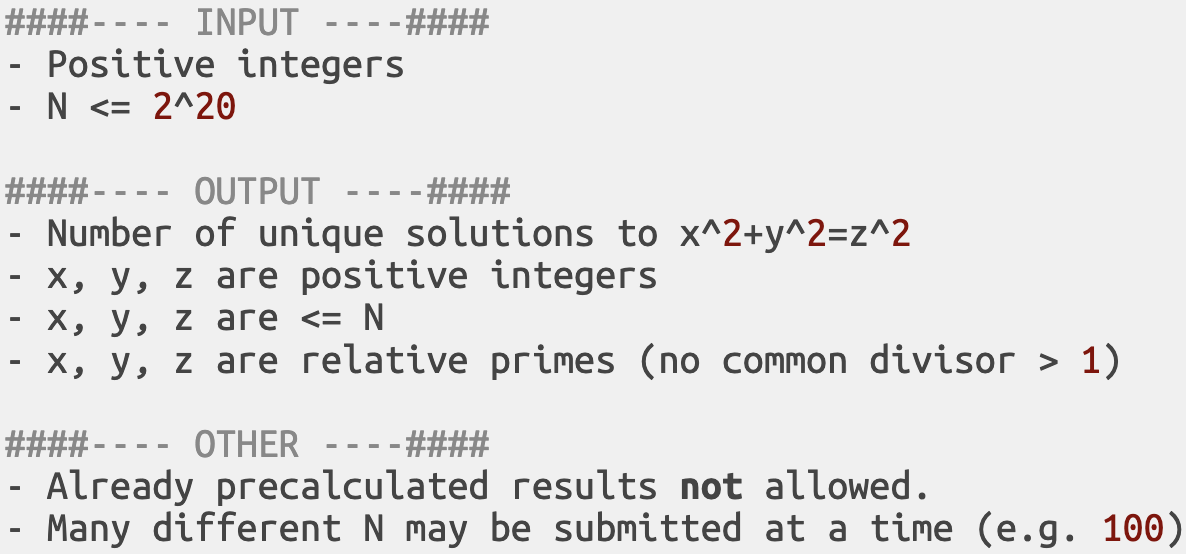 ####---- INPUT ----####
- Positive integers
- N <= 2^20
####---- OUTPUT ----####
- Number of unique solutions to x^2+y^2=z^2
- x, y, z are positive integers
- x, y, z are <= N
- x, y, z are relative primes (no common divisor > 1)
####---- OTHER ----####
- Already precalculated results not allowed.
- Many different N may be submitted at a time (e.g. 100)